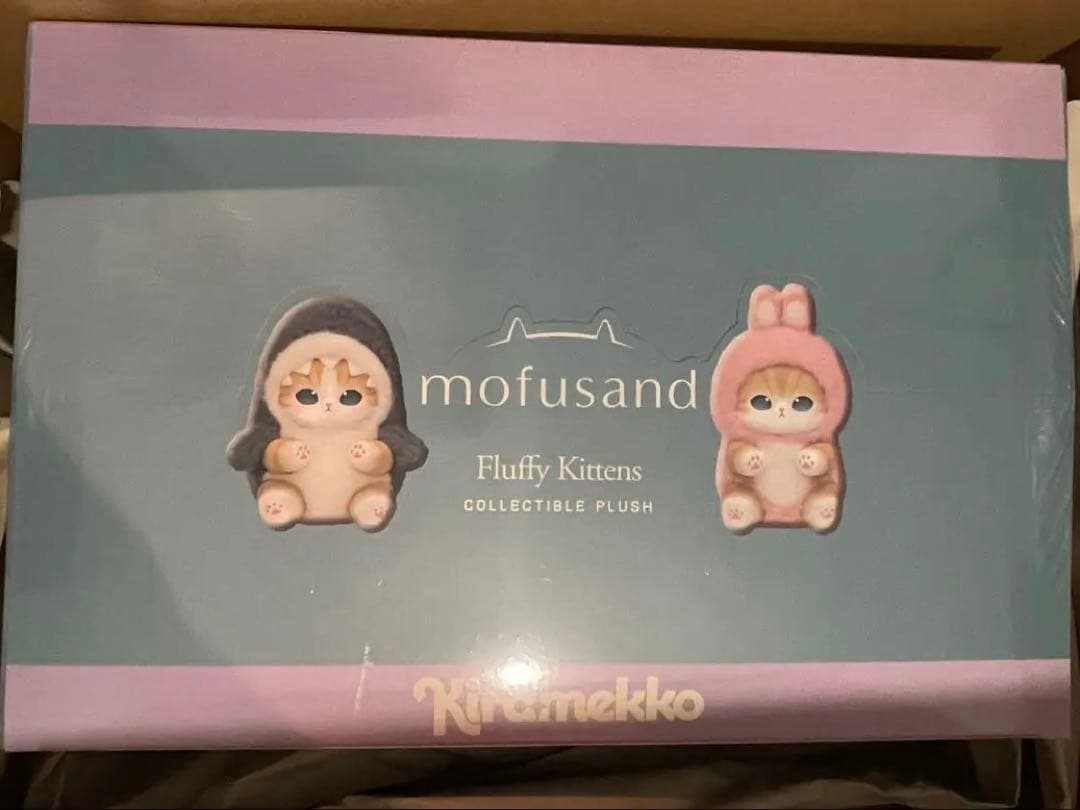 mofusand
Fluffy Kittens
COLLECTIBLE PLUSH
Kiramekko